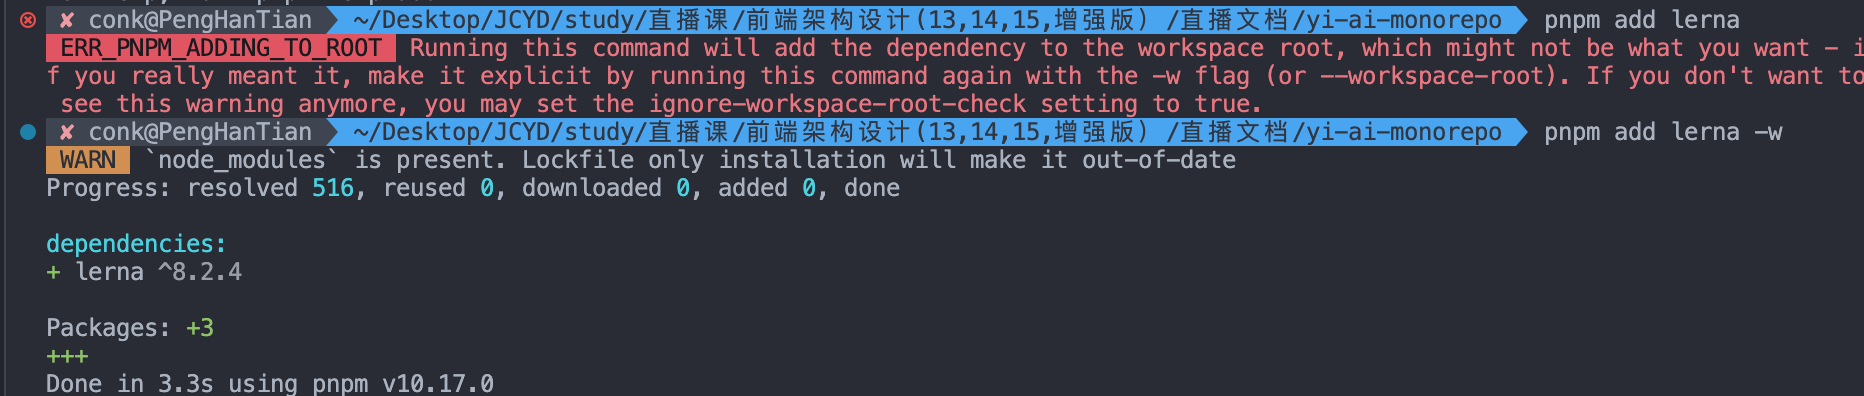 ✘ conk@PengHanTian ~/Desktop/JCYD/study/直播课/前端架构设计(13,14,15,增强版) /直播文档/yi-ai-monorepo pnpm add lerna
ERR_PNPM_ADDING_TO_ROOT Running this command will add the dependency to the workspace root, which might not be what you want - i
f you really meant it, make it explicit by running this command again with the -w flag (or --workspace-root). If you don't want to
see this warning anymore, you may set the ignore-workspace-root-check setting to true.
✘ conk@PengHanTian ~/Desktop/JCYD/study/直播课/前端架构设计(13,14,15,增强版) /直播文档/yi-ai-monorepo pnpm add lerna -w
WARN `node_modules` is present. Lockfile only installation will make it out-of-date
Progress: resolved 516, reused 0, downloaded 0, added 0, done
dependencies:
+ lerna ^8.2.4
Packages: +3
+++
Done in 3.3s using pnpm v10.17.0